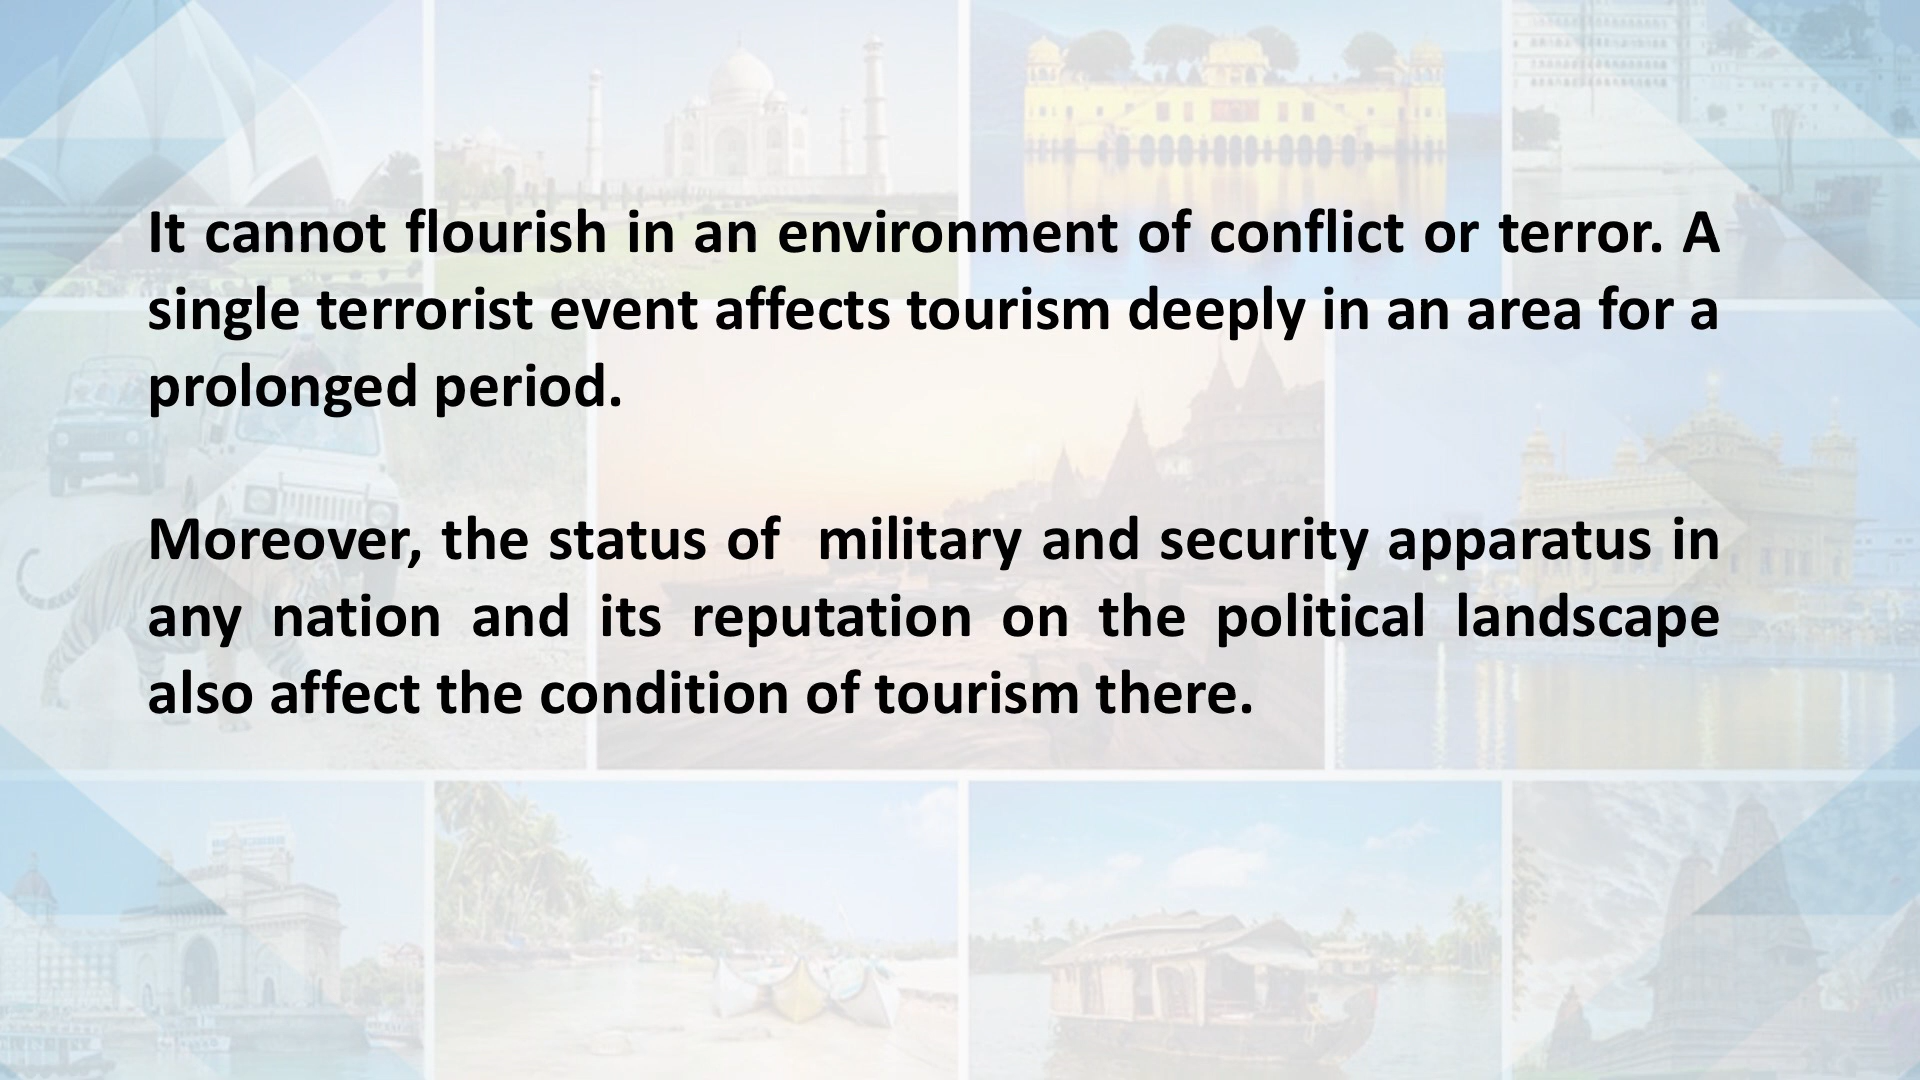 It cannot flourish in an environment of conflict or terror. A
single terrorist event affects tourism deeply in an area for a
prolonged period.
Moreover, the status of  military and security apparatus in
any nation and its reputation on the political landscape
also affect the condition of tourism there.